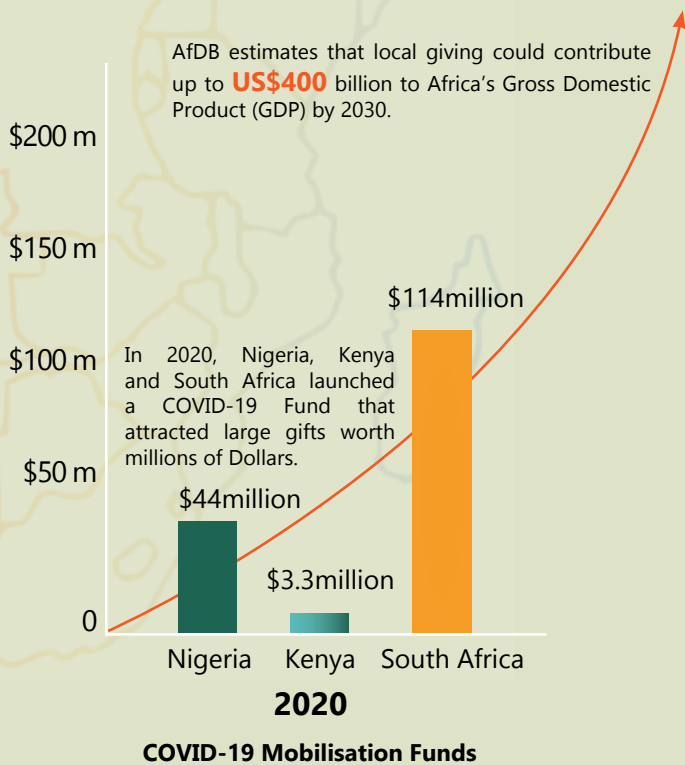 AfDB estimates that local giving could contribute
up to US$400 billion to Africa's Gross Domestic
Product (GDP) by 2030.
$200 m
$150 m
$114million
$100 m
In 2020, Nigeria, Kenya
and South Africa launched
a COVID-19 Fund that
attracted large gifts worth
millions of Dollars.
$50 m
$44million
$3.3million
0
Nigeria Kenya South Africa
2020
COVID-19 Mobilisation Funds